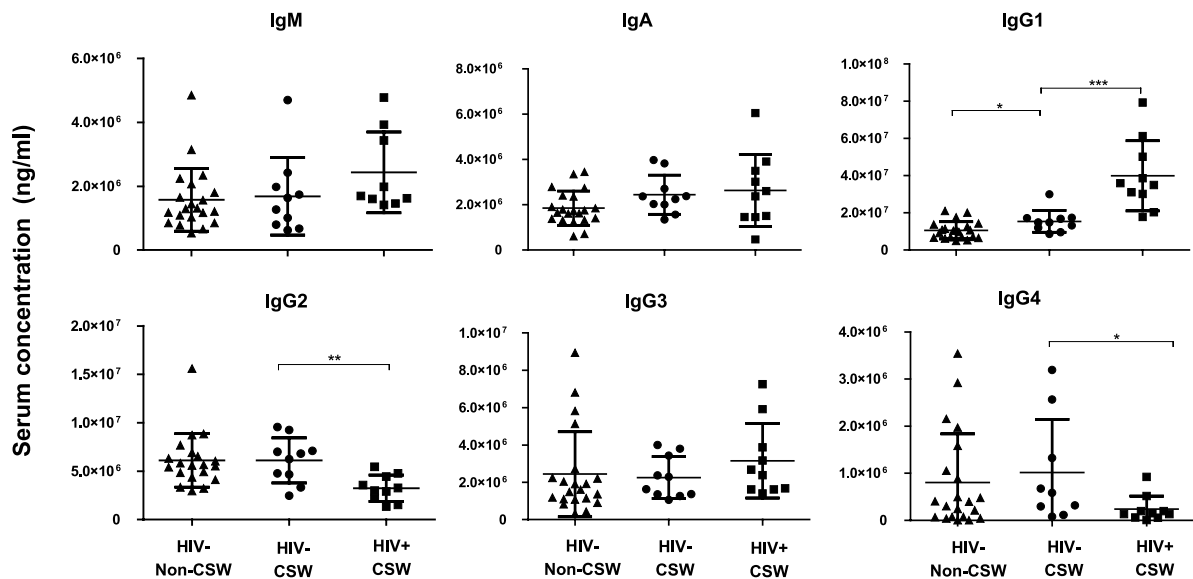 IgM
IgA
IgG1
Serum concentration (ng/ml)
6.0×10⁶
4.0×10⁶
2.0×10⁶
0
8.0×10⁶
6.0×10⁶
4.0×10⁶
2.0×10⁶
0
1.0×10⁸
8.0×10⁷
6.0×10⁷
4.0×10⁷
2.0×10⁷
0
*
***
IgG2
IgG3
IgG4
2.0×10⁷
1.5×10⁷
1.0×10⁷
5.0×10⁶
0
**
1.0×10⁷
8.0×10⁶
6.0×10⁶
4.0×10⁶
2.0×10⁶
0
4.0×10⁶
3.0×10⁶
2.0×10⁶
1.0×10⁶
0
*
HIV- HIV- HIV+
Non-CSW CSW CSW
HIV- HIV- HIV+
Non-CSW CSW CSW
HIV- HIV- HIV+
Non-CSW CSW CSW